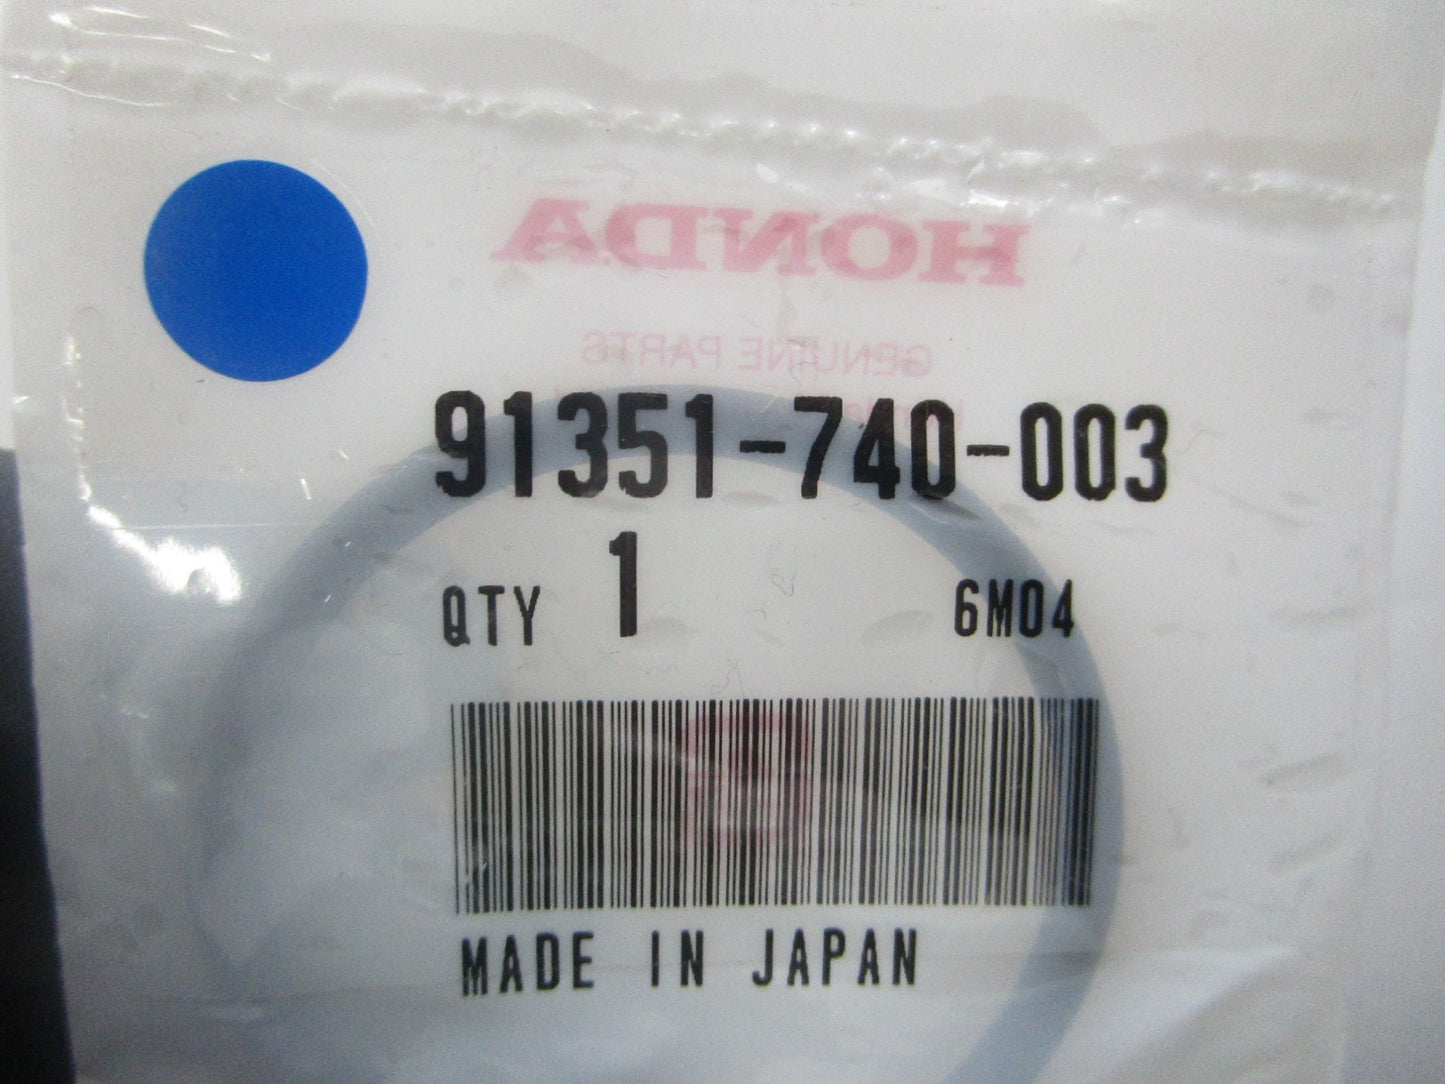 HONDA
GENUINE PARTS
91351-740-003
QTY 1 6M04
MADE IN JAPAN